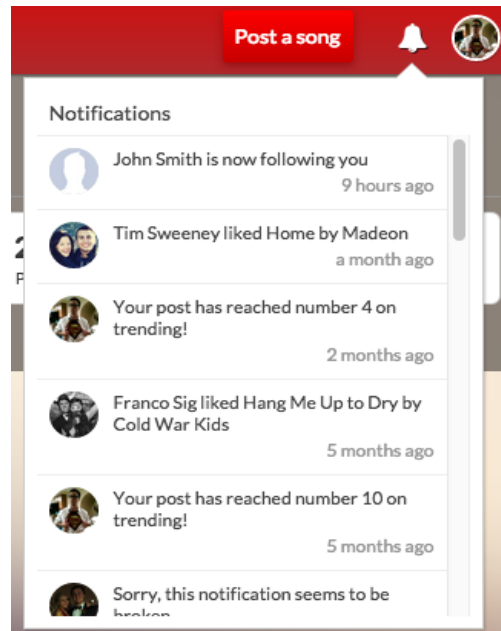 Post a song
Notifications
John Smith is now following you
9 hours ago
Tim Sweeney liked Home by Madeon
a month ago
Your post has reached number 4 on
trending!
2 months ago
Franco Sig liked Hang Me Up to Dry by
Cold War Kids
5 months ago
Your post has reached number 10 on
trending!
5 months ago
Sorry, this notification seems to be
broken